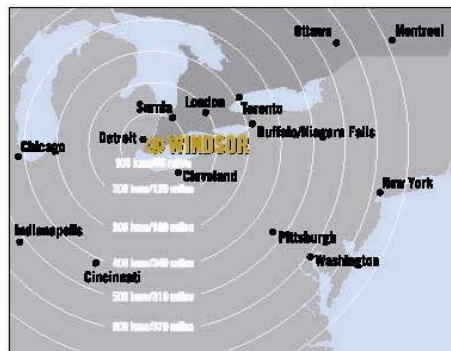 Ottawa
Montreal
Sarnia
London
Toronto
Detroit
WINDSOR
Buffalo/Niagara Falls
Chicago
Cleveland
New York
Indianapolis
Pittsburgh
Washington
Cincinnati